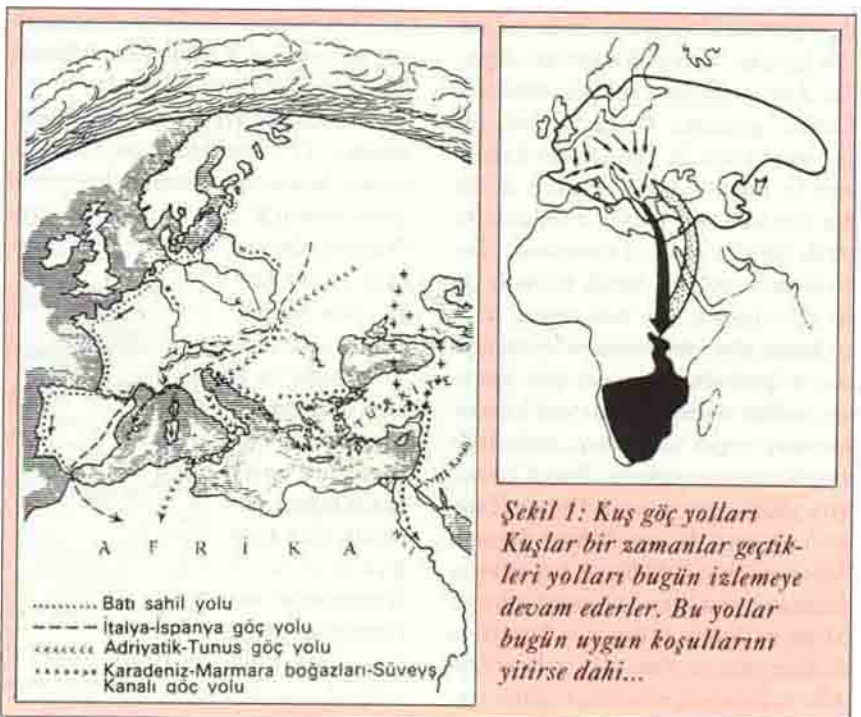 TÜRKİYE
AFRİKA
Batı sahil yolu
İtalya-İspanya göç yolu
Adriyatik-Tunus göç yolu
Karadeniz-Marmara boğazları-Süveyş
Kanalı göç yolu
Şekil 1: Kuş göç yolları
Kuşlar bir zamanlar geçtik-
leri yolları bugün izlemeye
devam ederler. Bu yollar
bugün uygun koşullarını
yitirse dahi...